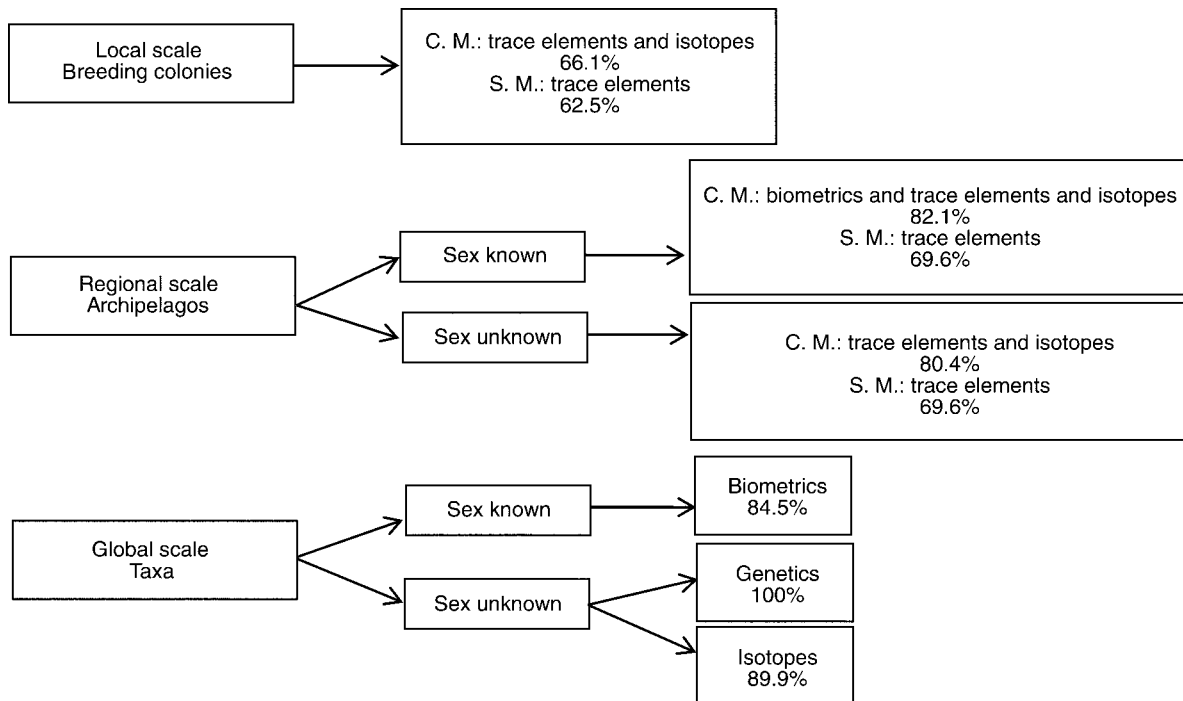 Local scale
Breeding colonies
C. M.: trace elements and isotopes
66.1%
S. M.: trace elements
62.5%
Regional scale
Archipelagos
Sex known
C. M.: biometrics and trace elements and isotopes
82.1%
S. M.: trace elements
69.6%
Sex unknown
C. M.: trace elements and isotopes
80.4%
S. M.: trace elements
69.6%
Global scale
Taxa
Sex known
Biometrics
84.5%
Sex unknown
Genetics
100%
Isotopes
89.9%